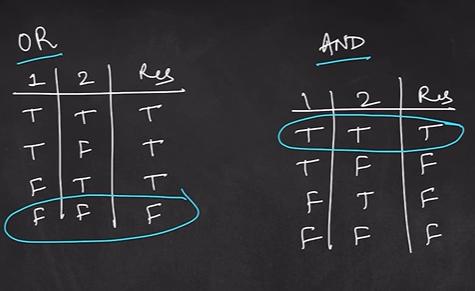 OR
1 2 Res
T T T
T F T
F T T
F F F
AND
1 2 Res
T T T
T F F
F T F
F F F